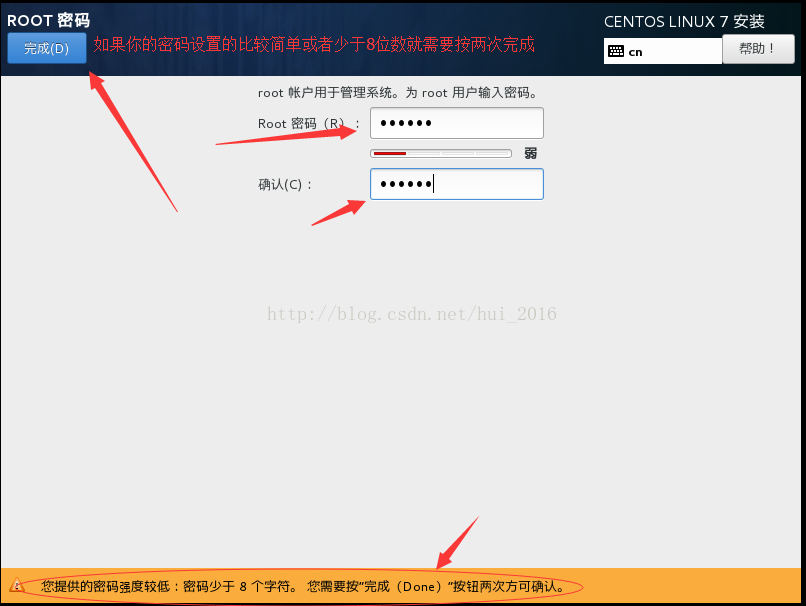 ROOT 密码
CENTOS LINUX 7 安装
完成(D)
如果你的密码设置的比较简单或者少于8位数就需要按两次完成
cn
帮助！
root 帐户用于管理系统。为 root 用户输入密码。
Root 密码（R）：
●●●●●●
弱
确认(C)：
●●●●●●
http://blog.csdn.net/hui_2016
您提供的密码强度较低：密码少于 8 个字符。 您需要按“完成（Done）”按钮两次方可确认。